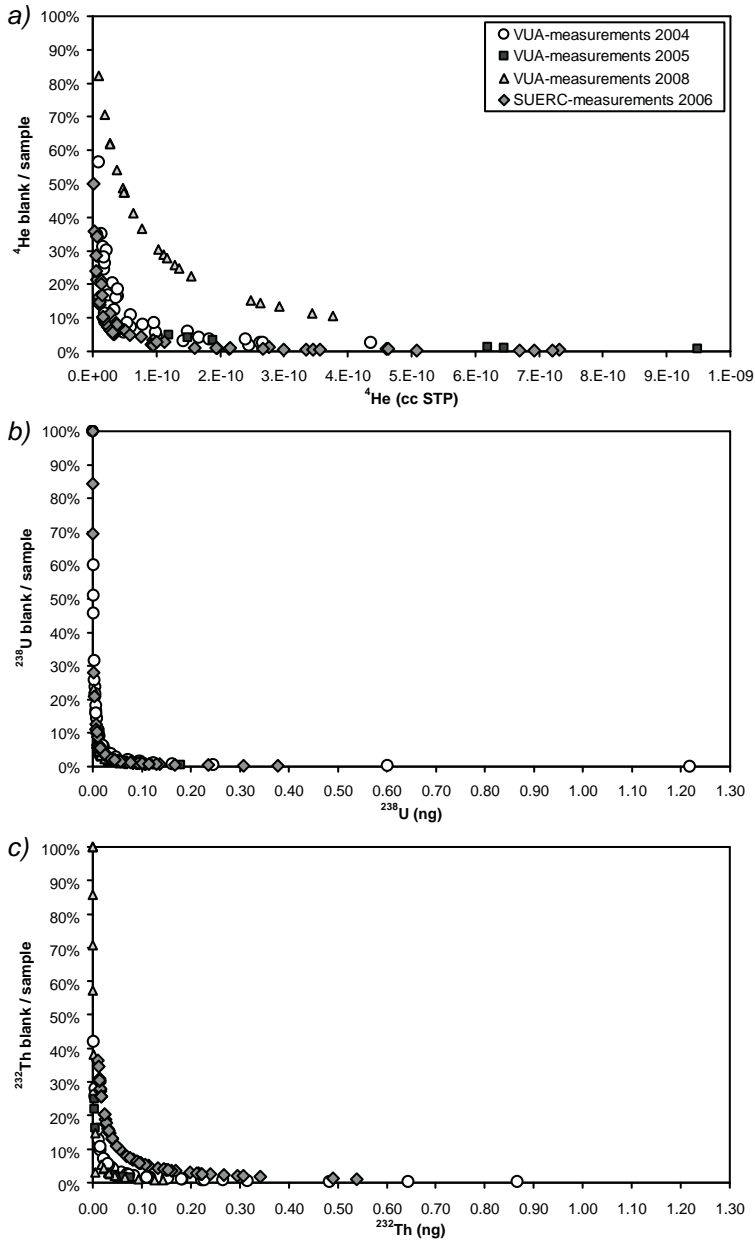 a)
100%
90%
80%
70%
60%
50%
40%
30%
20%
10%
0%
⁴He blank / sample
VUA-measurements 2004
VUA-measurements 2005
VUA-measurements 2008
SUERC-measurements 2006
0.E+00 1.E-10 2.E-10 3.E-10 4.E-10 5.E-10 6.E-10 7.E-10 8.E-10 9.E-10 1.E-09
⁴He (cc STP)
b)
100%
90%
80%
70%
60%
50%
40%
30%
20%
10%
0%
²³⁸U blank / sample
0.00 0.10 0.20 0.30 0.40 0.50 0.60 0.70 0.80 0.90 1.00 1.10 1.20 1.30
²³⁸U (ng)
c)
100%
90%
80%
70%
60%
50%
40%
30%
20%
10%
0%
²³²Th blank / sample
0.00 0.10 0.20 0.30 0.40 0.50 0.60 0.70 0.80 0.90 1.00 1.10 1.20 1.30
²³²Th (ng)